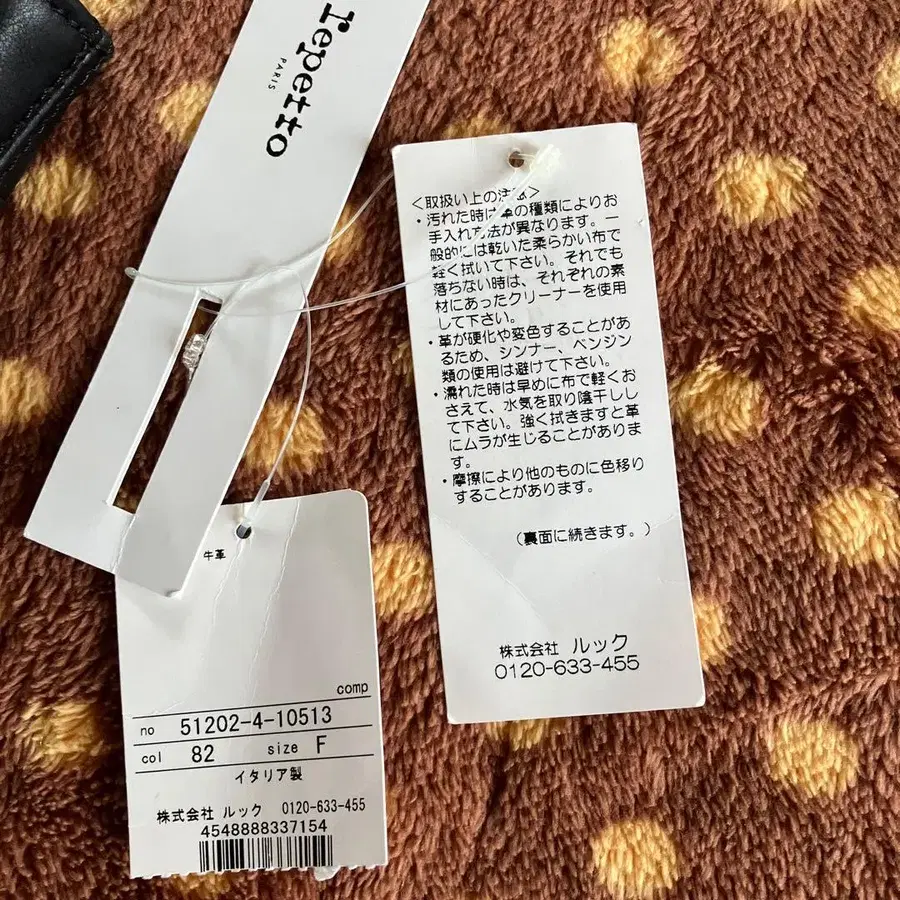 repetto
PARIS
＜取扱い上の注意＞
・汚れた時は革の種類によりお
手入れ方法が異なります。一
般的には乾いた柔らかい布で
軽く拭いて下さい。それでも
落ちない時は、それぞれの素
材にあったクリーナーを使用
して下さい。
・革が硬化や変色することがあ
るため、シンナー、ベンジン
類の使用は避けて下さい。
・濡れた時は早めに布で軽くお
さえて、水気を取り陰干しし
て下さい。強く拭きますと革
にムラが生じることがありま
す。
・摩擦により他のものに色移り
することがあります。
（裏面に続きます。）
株式会社 ルック
0120-633-455
牛革
comp
no 51202-4-10513
col 82 size F
イタリア製
株式会社 ルック 0120-633-455
4548888337154